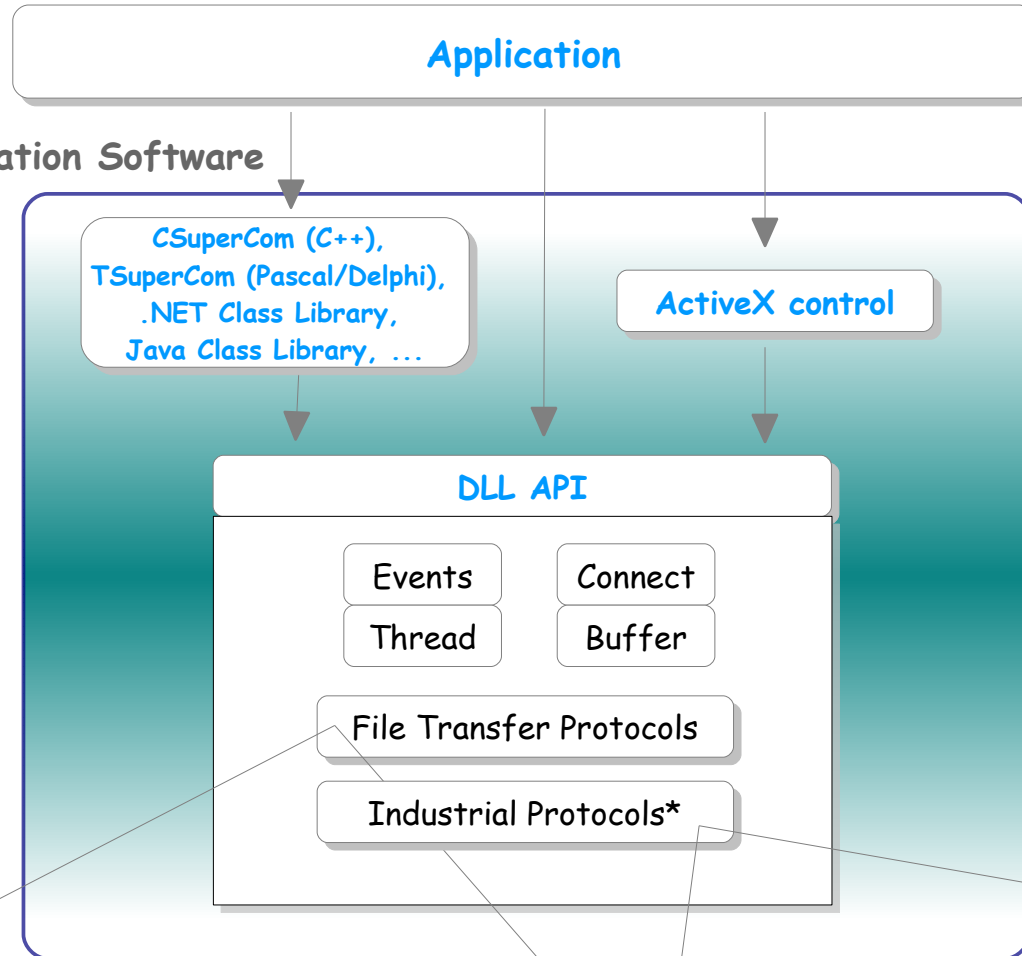 Application
ation Software
CSuperCom (C++),
TSuperCom (Pascal/Delphi),
.NET Class Library,
Java Class Library, ...
ActiveX control
DLL API
Events
Connect
Thread
Buffer
File Transfer Protocols
Industrial Protocols*